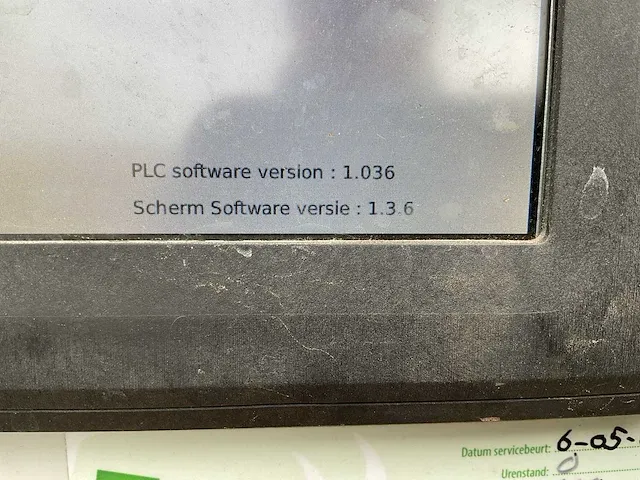 PLC software version : 1.036
Scherm Software versie : 1.3.6
Datum servicebeurt: 6-05-
Urenstand: